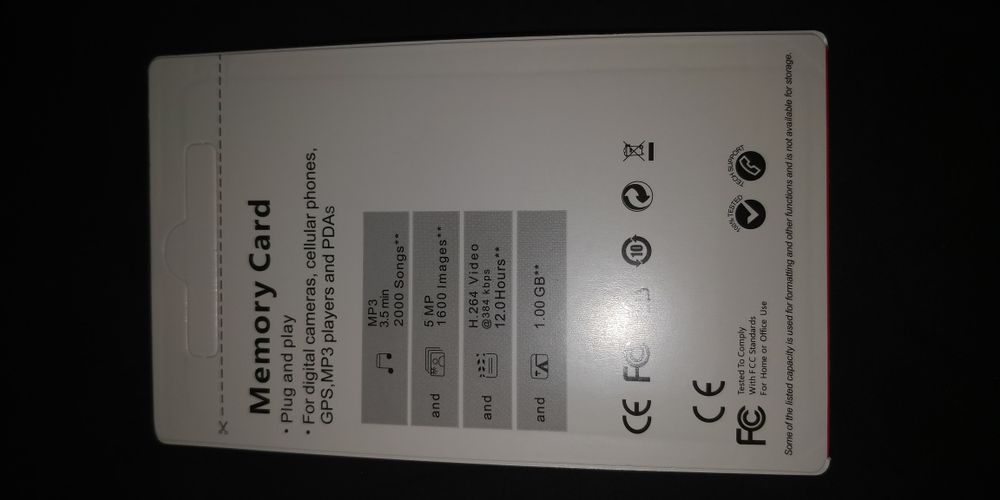 Memory Card
• Plug and play
• For digital cameras, cellular phones,
GPS,MP3 players and PDAs
MP3
3.5 min
2000 Songs**
and
5 MP
1600 Images**
and
H.264 Video
@384 kbps
12.0Hours**
and
1.00 GB**
CE FC 10
CE
FC Tested To Comply
With FCC Standards
For Home or Office Use
100% TESTED
TECH SUPPORT
Some of the listed capacity is used for formatting and other functions and is not available for storage.